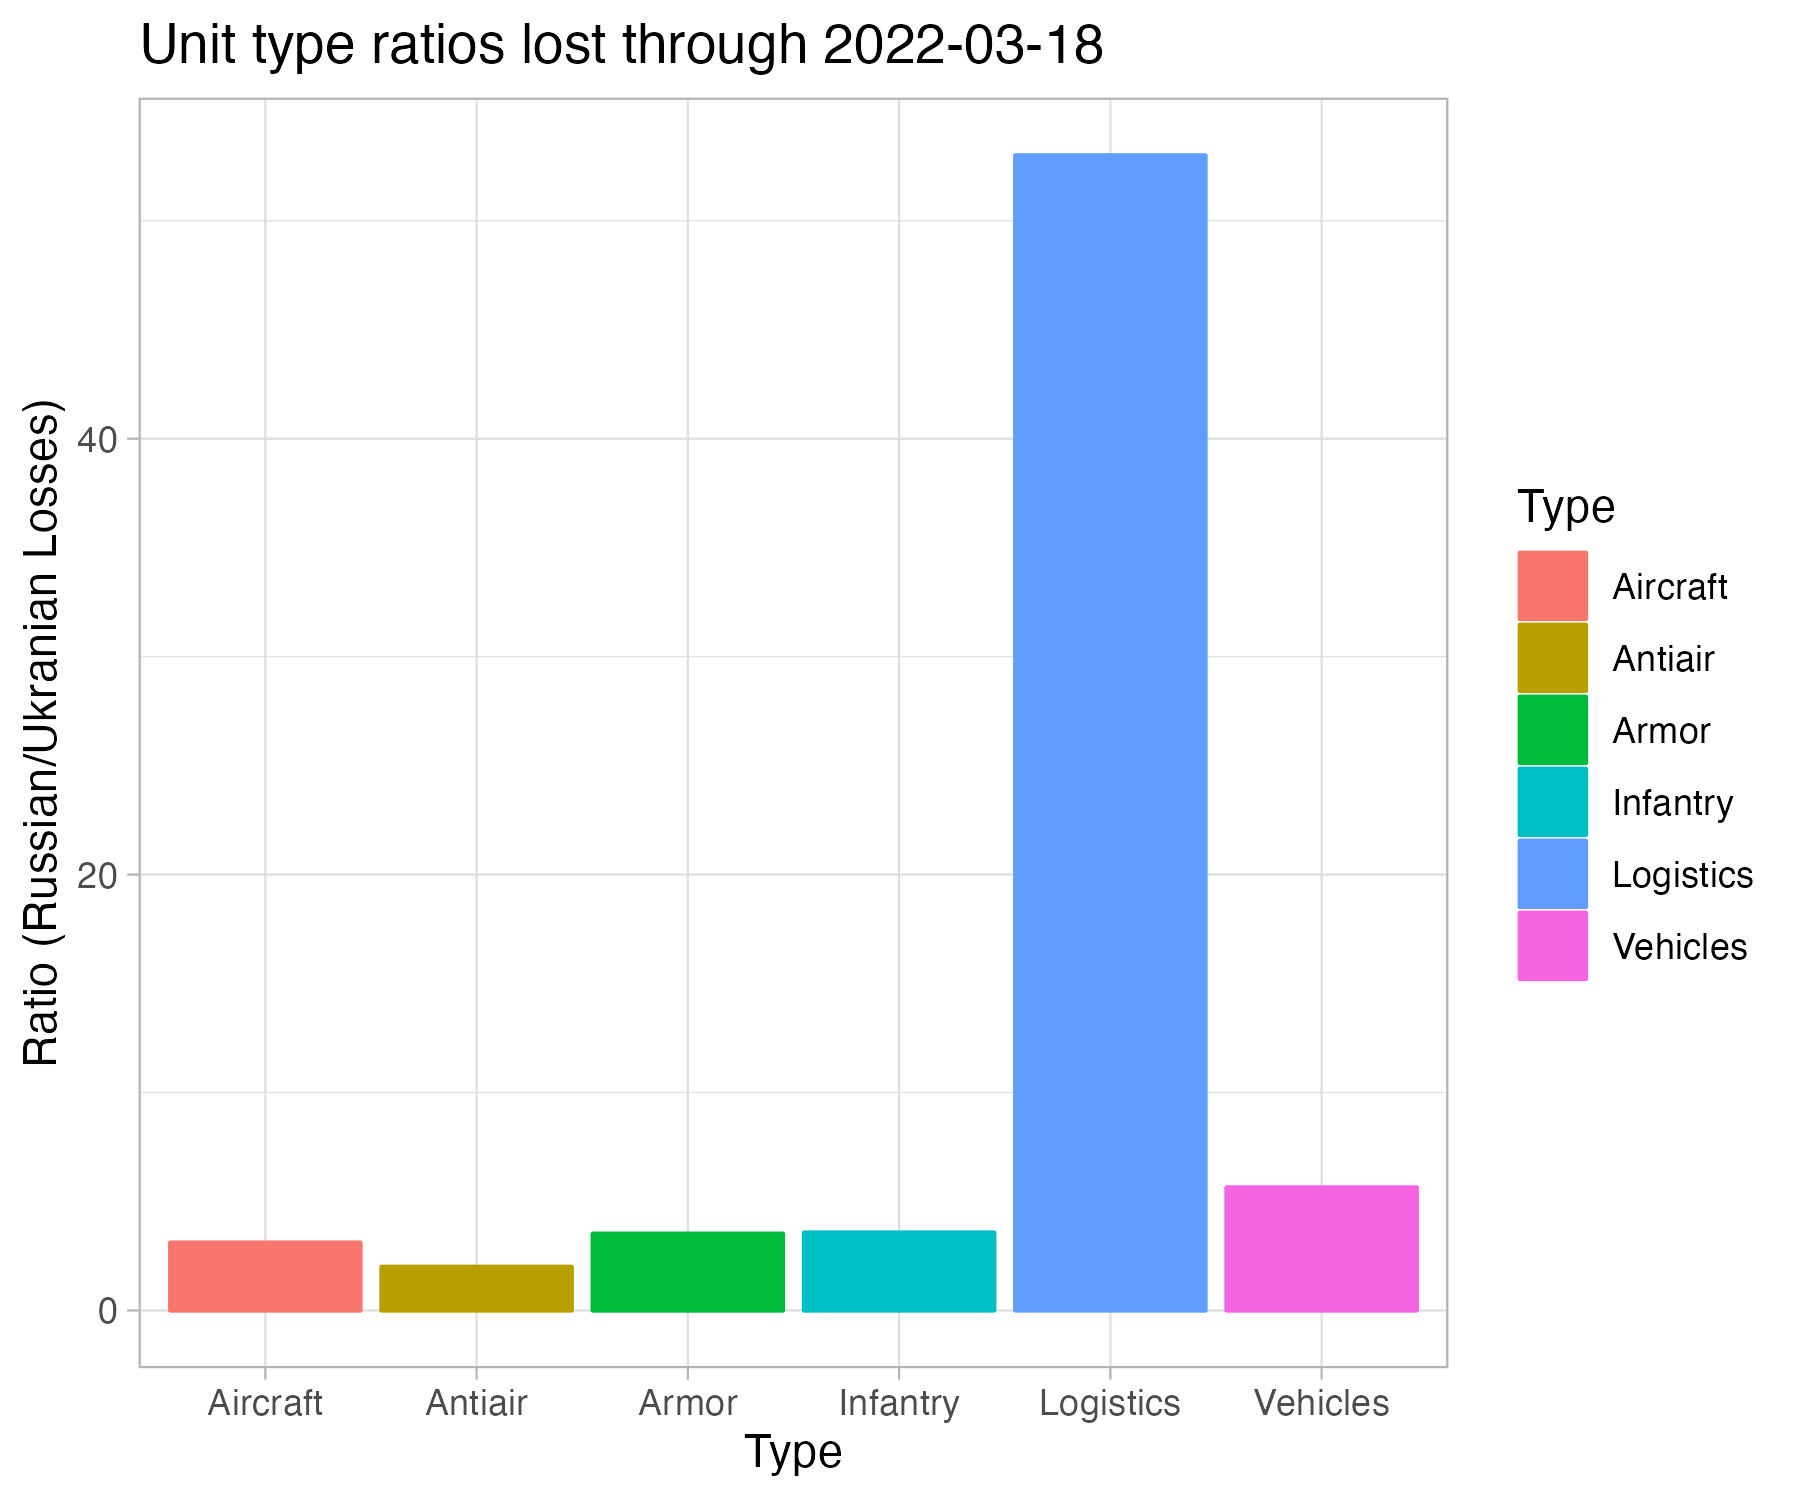 Unit type ratios lost through 2022-03-18
Ratio (Russian/Ukranian Losses)
40
20
0
Aircraft Antiair Armor Infantry Logistics Vehicles
Type
Type
Aircraft
Antiair
Armor
Infantry
Logistics
Vehicles